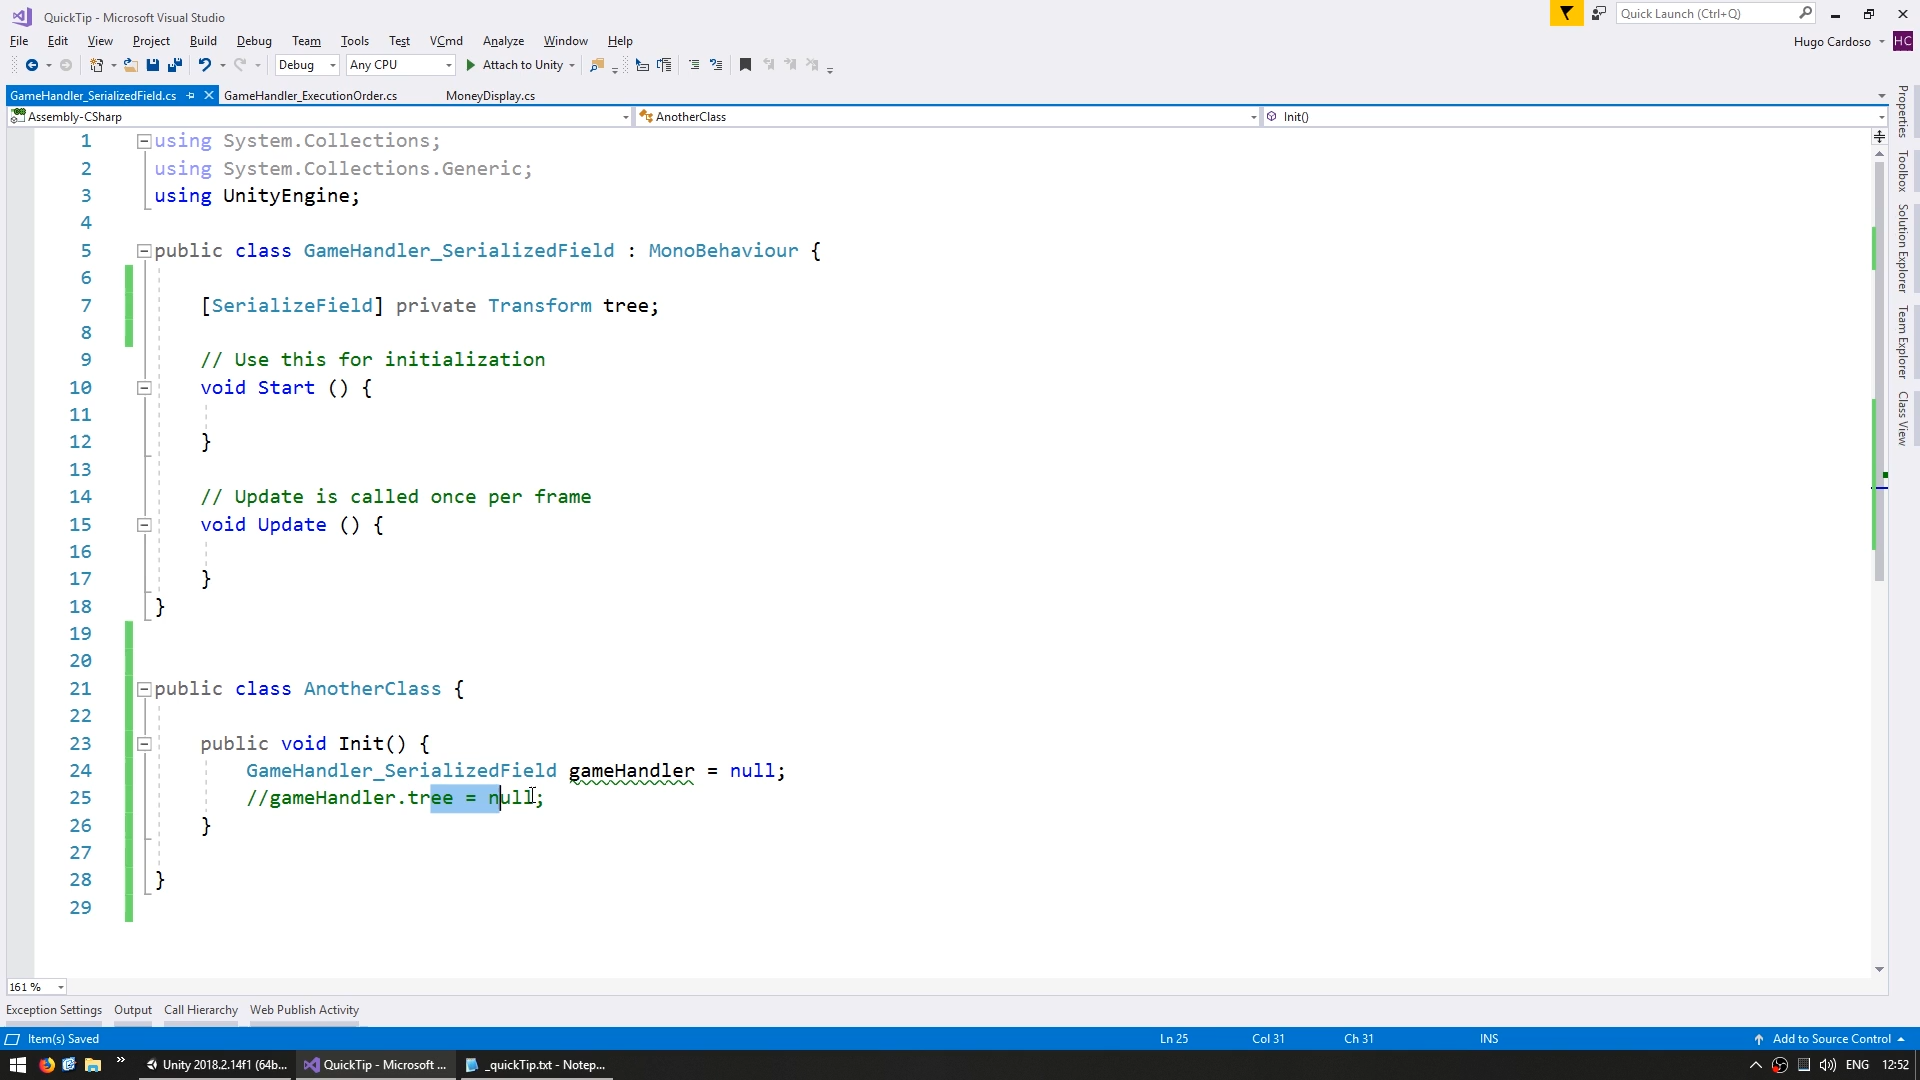 QuickTip - Microsoft Visual Studio
Quick Launch (Ctrl+Q)
File Edit View Project Build Debug Team Tools Test VCmd Analyze Window Help
Hugo Cardoso HC
Debug Any CPU Attach to Unity
GameHandler_SerializedField.cs GameHandler_ExecutionOrder.cs MoneyDisplay.cs
Assembly-CSharp AnotherClass Init()
1 using System.Collections;
2 using System.Collections.Generic;
3 using UnityEngine;
4
5 public class GameHandler_SerializedField : MonoBehaviour {
6
7 [SerializeField] private Transform tree;
8
9 // Use this for initialization
10 void Start () {
11
12 }
13
14 // Update is called once per frame
15 void Update () {
16
17 }
18 }
19
20
21 public class AnotherClass {
22
23 public void Init() {
24 GameHandler_SerializedField gameHandler = null;
25 //gameHandler.tree = null;
26 }
27
28 }
29
Properties
Toolbox
Solution Explorer
Team Explorer
Class View
161 %
Exception Settings Output Call Hierarchy Web Publish Activity
Item(s) Saved Ln 25 Col 31 Ch 31 INS Add to Source Control
Unity 2018.2.14f1 (64b... QuickTip - Microsoft ... _quickTip.txt - Notep... ENG 12:52